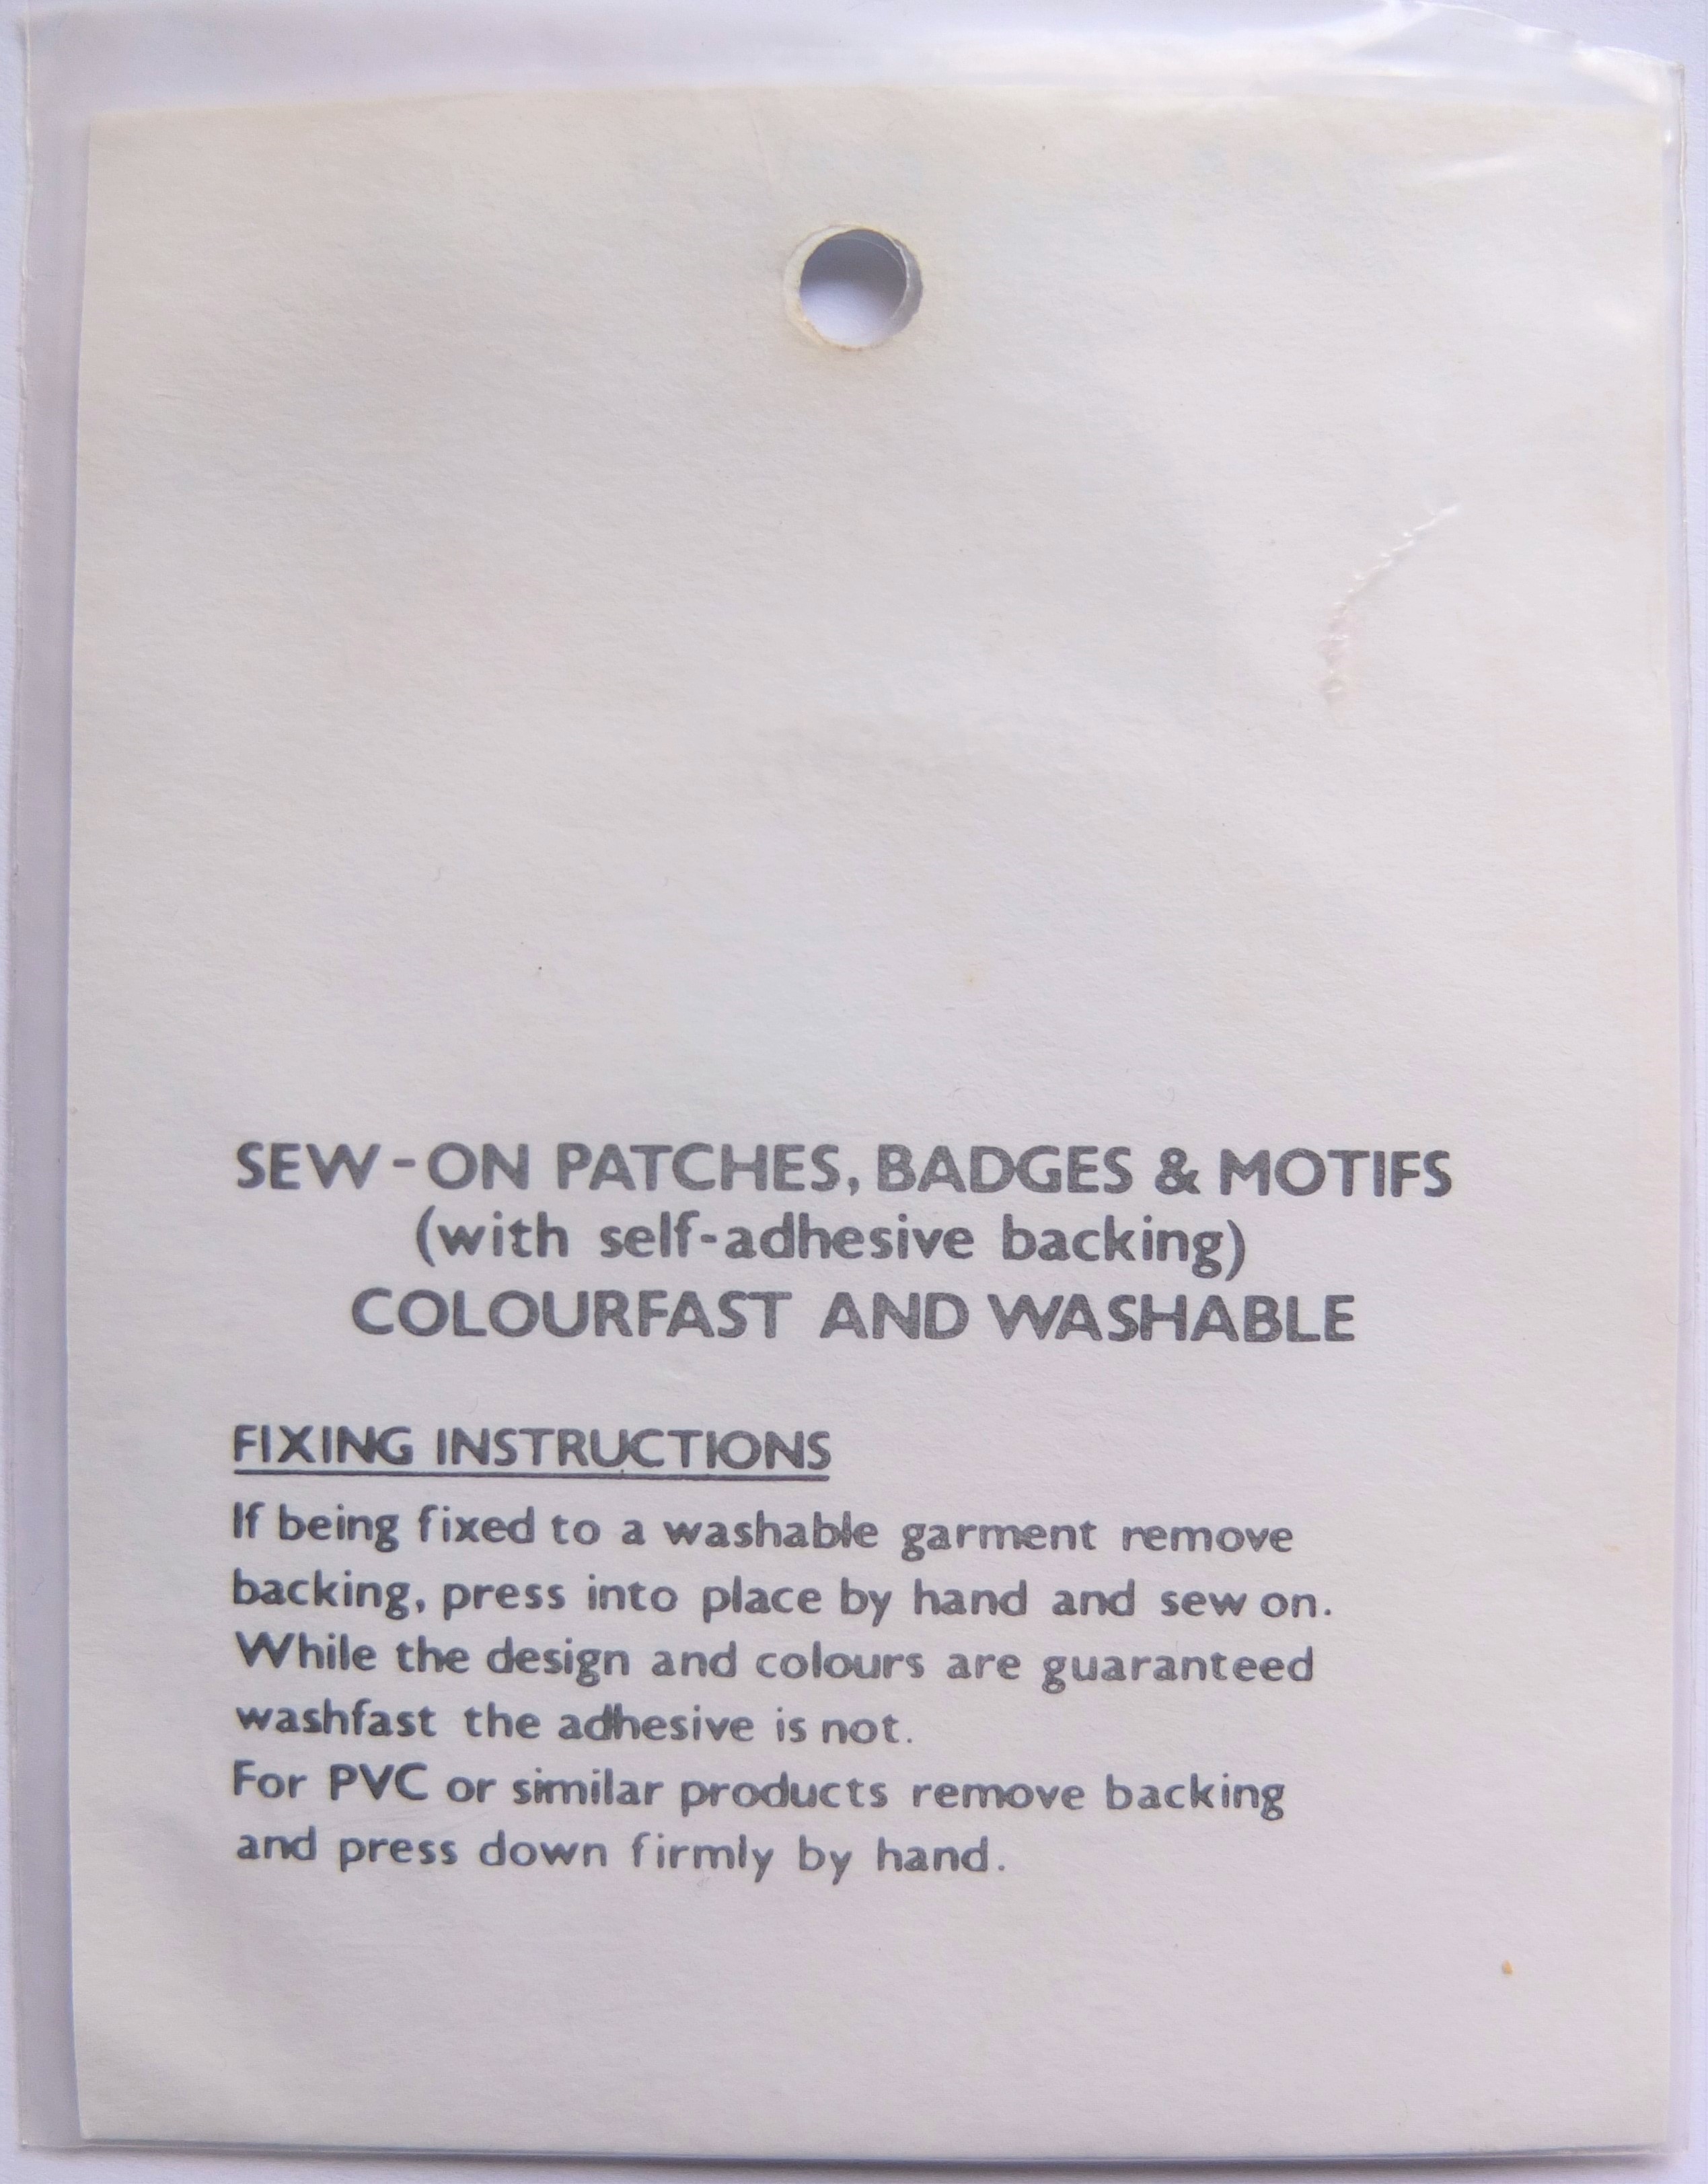 SEW-ON PATCHES, BADGES & MOTIFS
(with self-adhesive backing)
COLOURFAST AND WASHABLE
FIXING INSTRUCTIONS
If being fixed to a washable garment remove
backing, press into place by hand and sew on.
While the design and colours are guaranteed
washfast the adhesive is not.
For PVC or similar products remove backing
and press down firmly by hand.